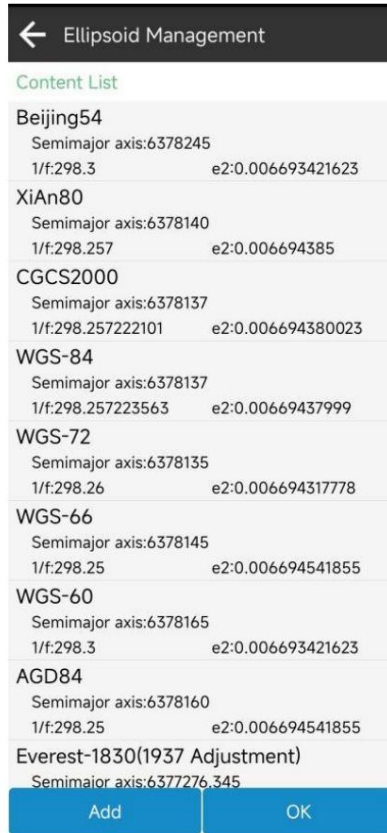 Ellipsoid Management
Content List
Beijing54
Semimajor axis:6378245
1/f:298.3 e2:0.006693421623
XiAn80
Semimajor axis:6378140
1/f:298.257 e2:0.006694385
CGCS2000
Semimajor axis:6378137
1/f:298.257222101 e2:0.006694380023
WGS-84
Semimajor axis:6378137
1/f:298.257223563 e2:0.00669437999
WGS-72
Semimajor axis:6378135
1/f:298.26 e2:0.006694317778
WGS-66
Semimajor axis:6378145
1/f:298.25 e2:0.006694541855
WGS-60
Semimajor axis:6378165
1/f:298.3 e2:0.006693421623
AGD84
Semimajor axis:6378160
1/f:298.25 e2:0.006694541855
Everest-1830(1937 Adjustment)
Semimajor axis:6377276.345
Add OK